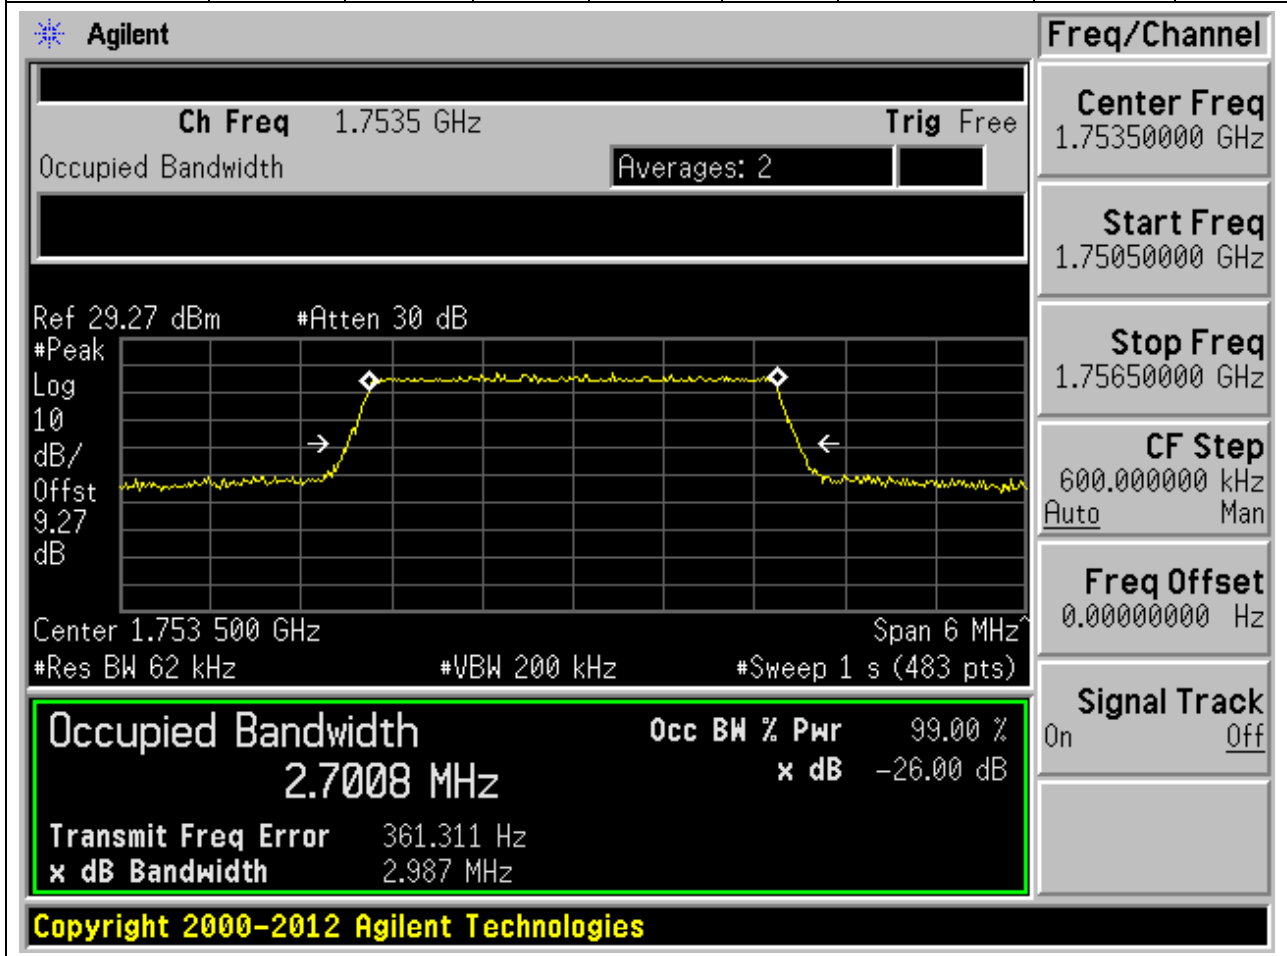 Agilent
Freq/Channel
Ch Freq 1.7535 GHz Trig Free
Occupied Bandwidth Averages: 2
Center Freq
1.75350000 GHz
Start Freq
1.75050000 GHz
Stop Freq
1.75650000 GHz
CF Step
600.000000 kHz
Auto Man
Freq Offset
0.00000000 Hz
Signal Track
On Off
Ref 29.27 dBm #Atten 30 dB
#Peak
Log
10
dB/
Offst
9.27
dB
Center 1.753 500 GHz Span 6 MHz^
#Res BW 62 kHz #VBW 200 kHz #Sweep 1 s (483 pts)
Occupied Bandwidth Occ BW % Pwr 99.00 %
2.7008 MHz x dB -26.00 dB
Transmit Freq Error 361.311 Hz
x dB Bandwidth 2.987 MHz
Copyright 2000-2012 Agilent Technologies